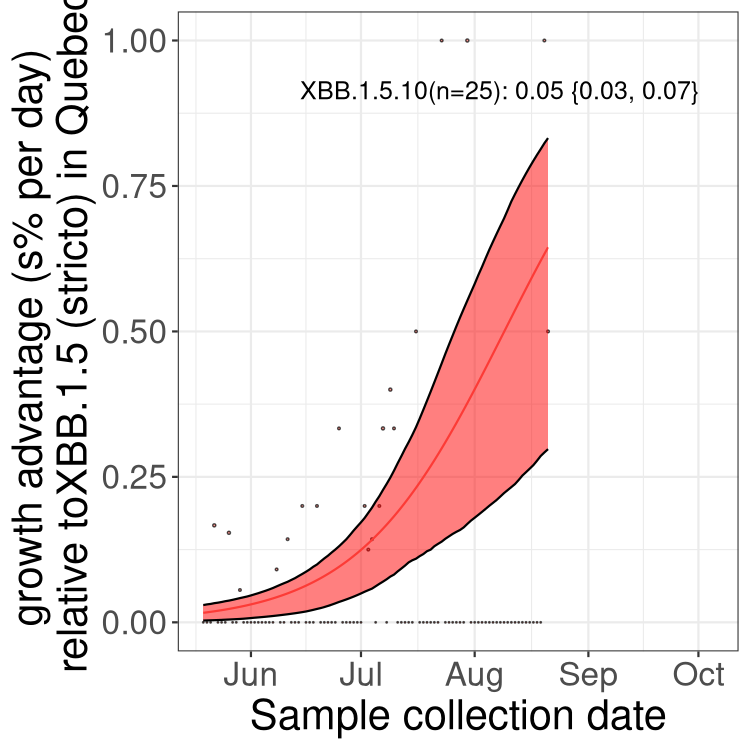 growth advantage (s% per day)
relative toXBB.1.5 (stricto) in Quebec
1.00
XBB.1.5.10(n=25): 0.05 {0.03, 0.07}
0.75
0.50
0.25
0.00
Jun Jul Aug Sep Oct
Sample collection date